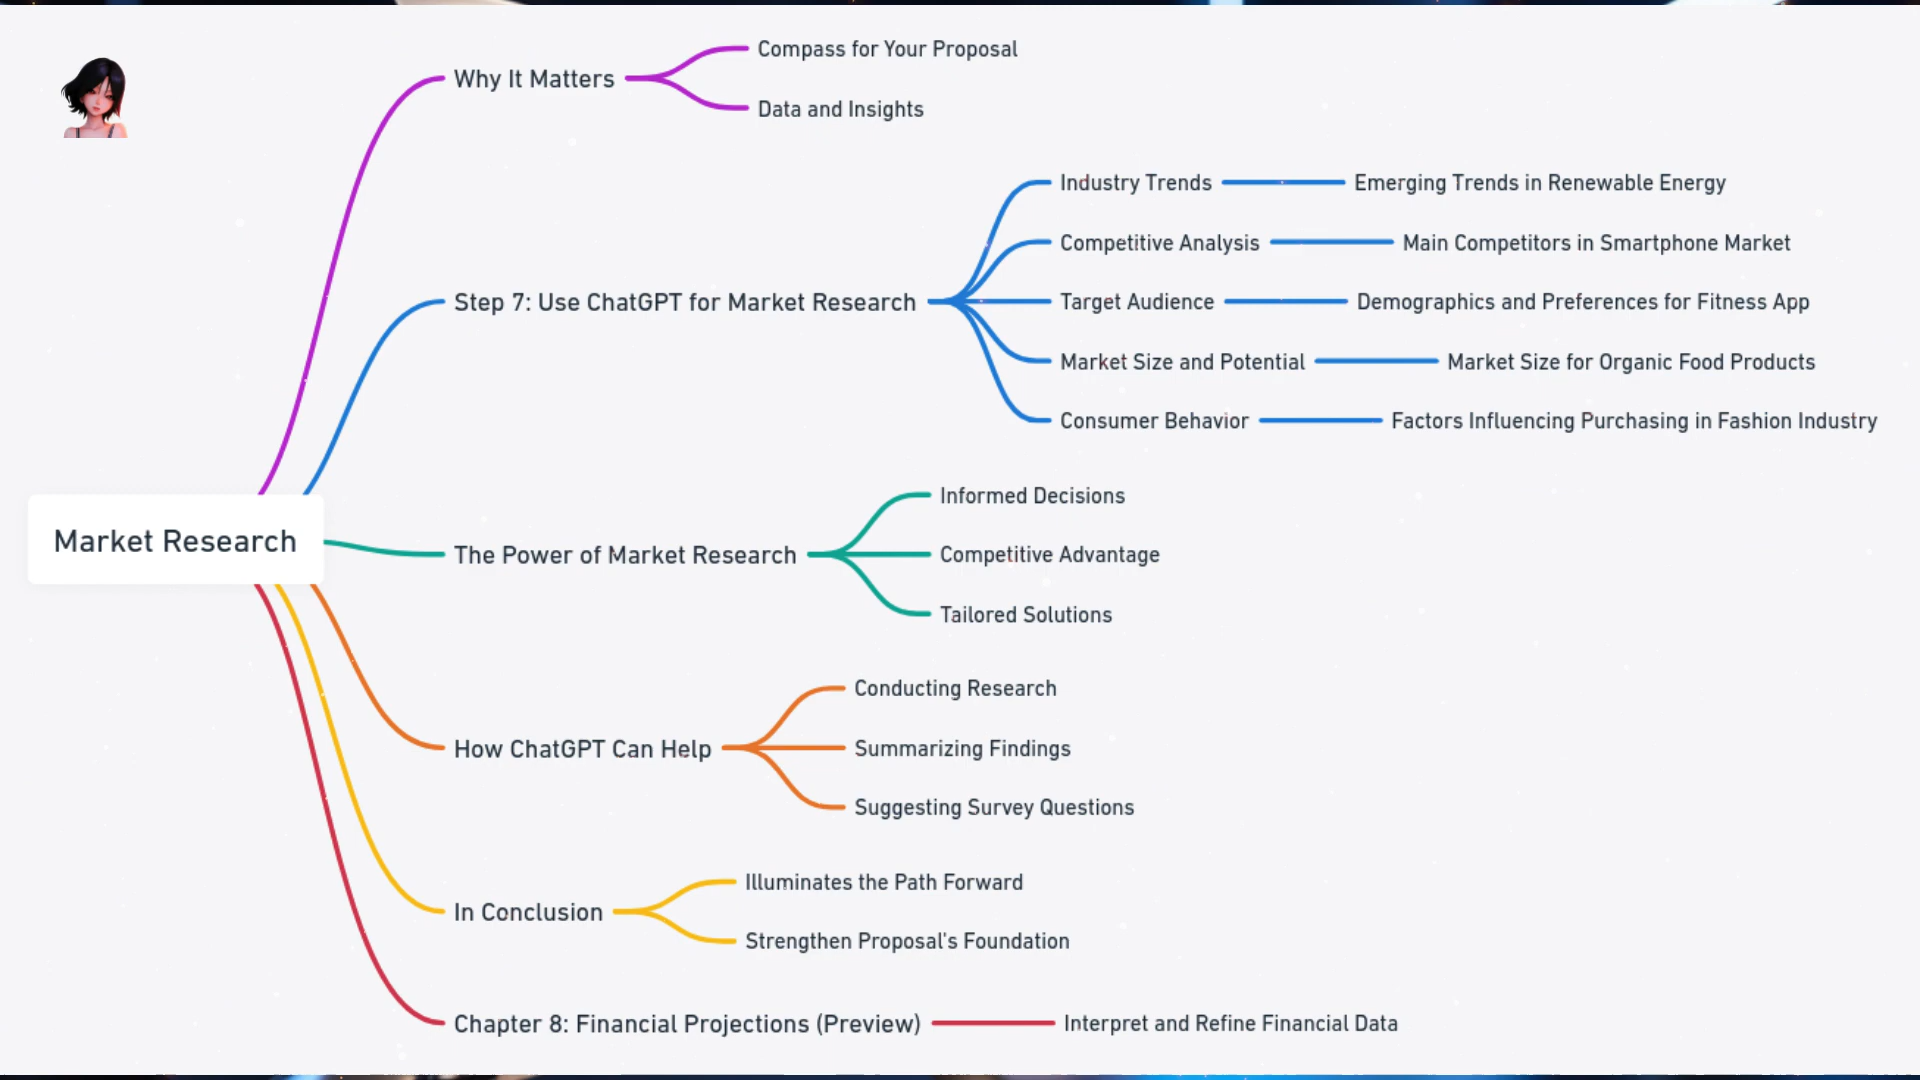 Why It Matters
Compass for Your Proposal
Data and Insights
Step 7: Use ChatGPT for Market Research
Industry Trends
Emerging Trends in Renewable Energy
Competitive Analysis
Main Competitors in Smartphone Market
Target Audience
Demographics and Preferences for Fitness App
Market Size and Potential
Market Size for Organic Food Products
Consumer Behavior
Factors Influencing Purchasing in Fashion Industry
Market Research
The Power of Market Research
Informed Decisions
Competitive Advantage
Tailored Solutions
How ChatGPT Can Help
Conducting Research
Summarizing Findings
Suggesting Survey Questions
In Conclusion
Illuminates the Path Forward
Strengthen Proposal's Foundation
Chapter 8: Financial Projections (Preview)
Interpret and Refine Financial Data